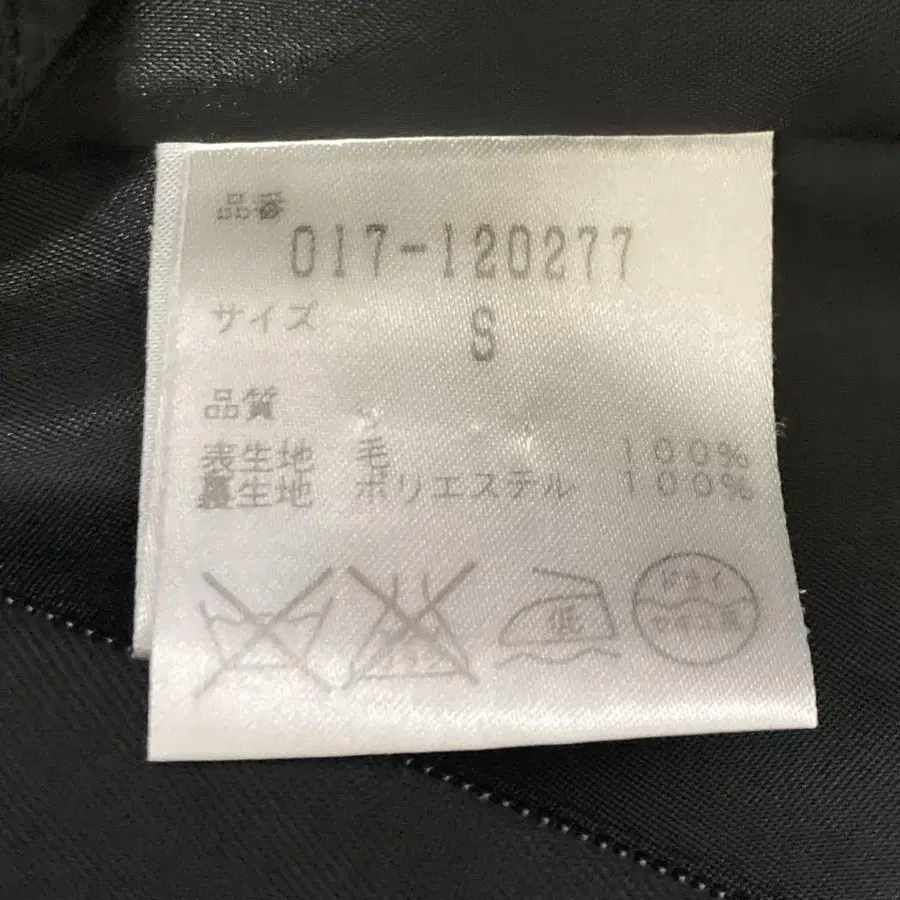 品番
017-120277
サイズ S
品質
表生地 毛 100%
裏生地 ポリエステル 100%
低
ドライ